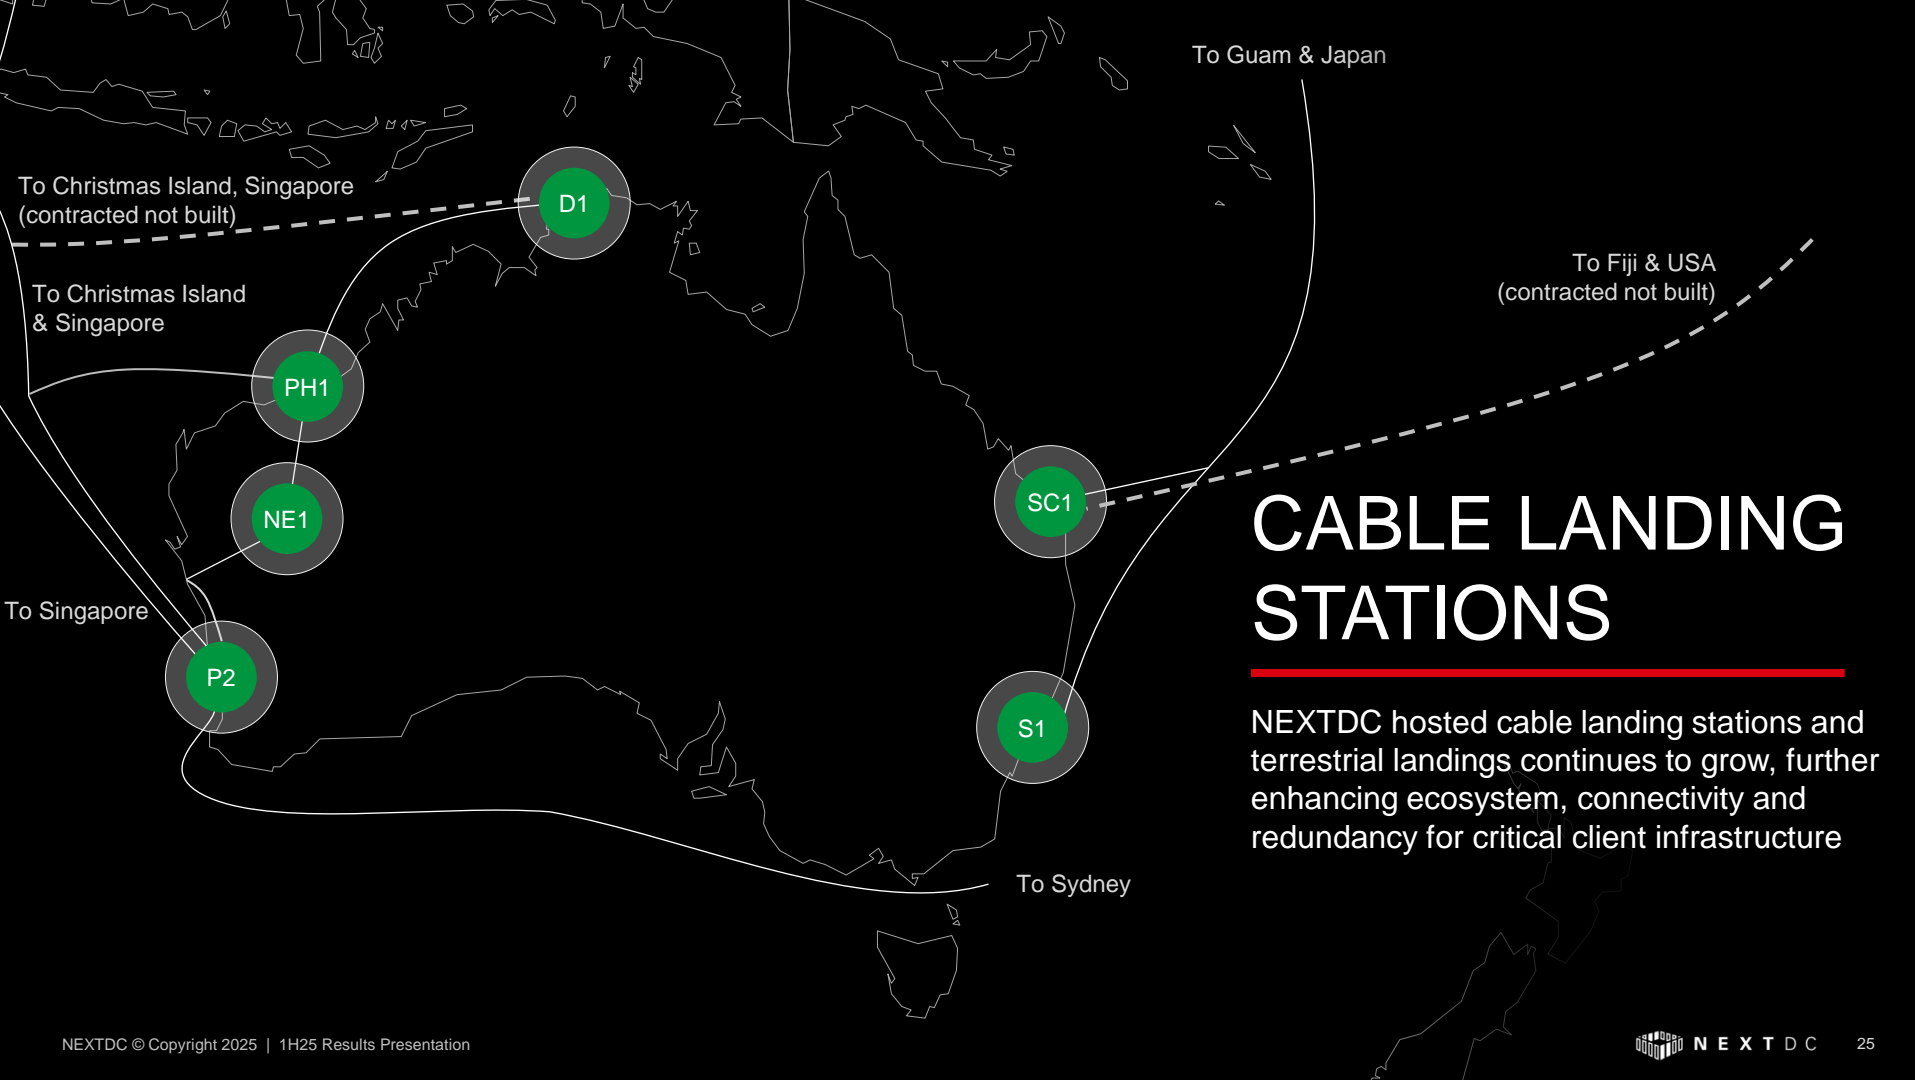 To Guam & Japan
To Christmas Island, Singapore
(contracted not built)
D1
To Fiji & USA
(contracted not built)
To Christmas Island
& Singapore
PH1
SC1
NE1
CABLE LANDING
STATIONS
To Singapore
P2
S1
NEXTDC hosted cable landing stations and
terrestrial landings continues to grow, further
enhancing ecosystem, connectivity and
redundancy for critical client infrastructure
To Sydney
NEXTDC © Copyright 2025 | 1H25 Results Presentation
NEXTDC
25